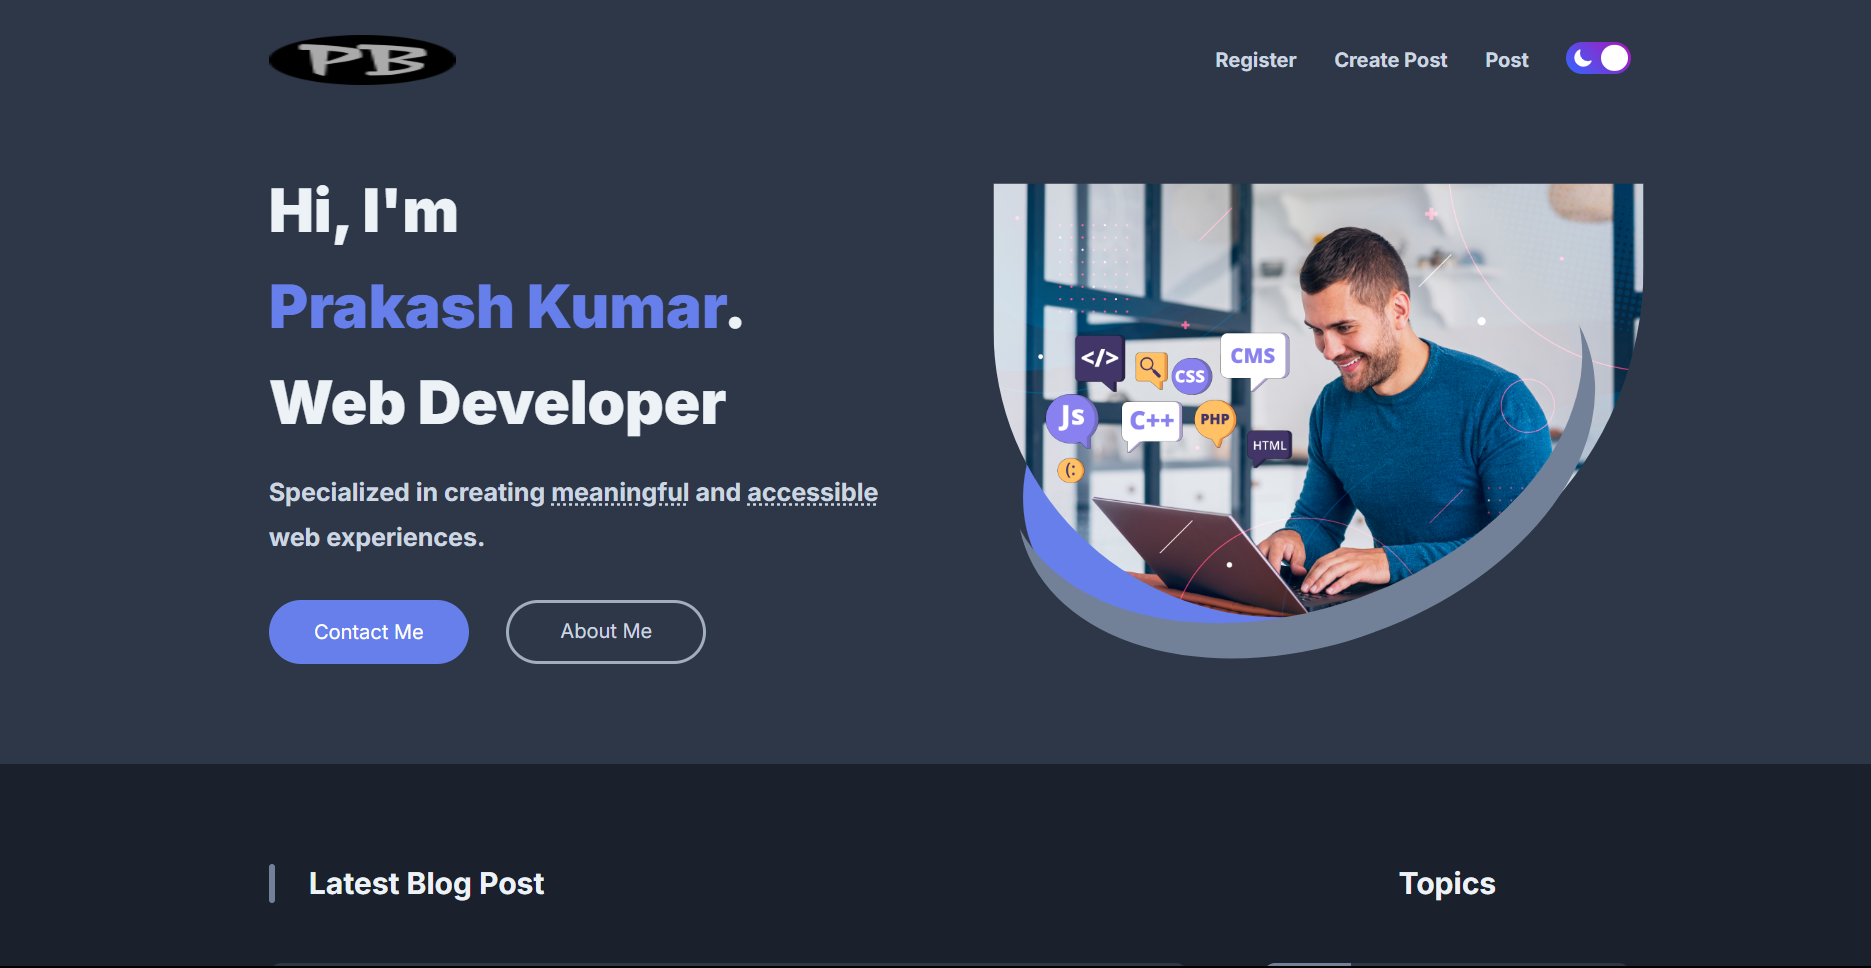 PB
Register
Create Post
Post
Hi, I'm
Prakash Kumar.
Web Developer
Specialized in creating meaningful and accessible
web experiences.
Contact Me
About Me
</>
CMS
CSS
Js
C++
PHP
HTML
(:
Latest Blog Post
Topics